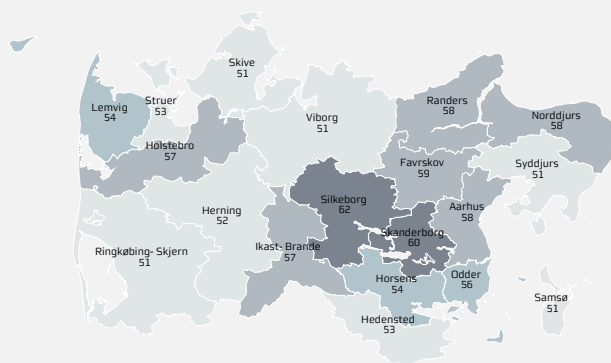 Skive
51
Lemvig
54
Struer
53
Holstebro
57
Viborg
51
Randers
58
Norddjurs
58
Favrskov
59
Syddjurs
51
Silkeborg
62
Herning
52
Aarhus
58
Skanderborg
60
Ringkøbing- Skjern
51
Ikast- Brande
57
Horsens
54
Odder
56
Samsø
51
Hedensted
53